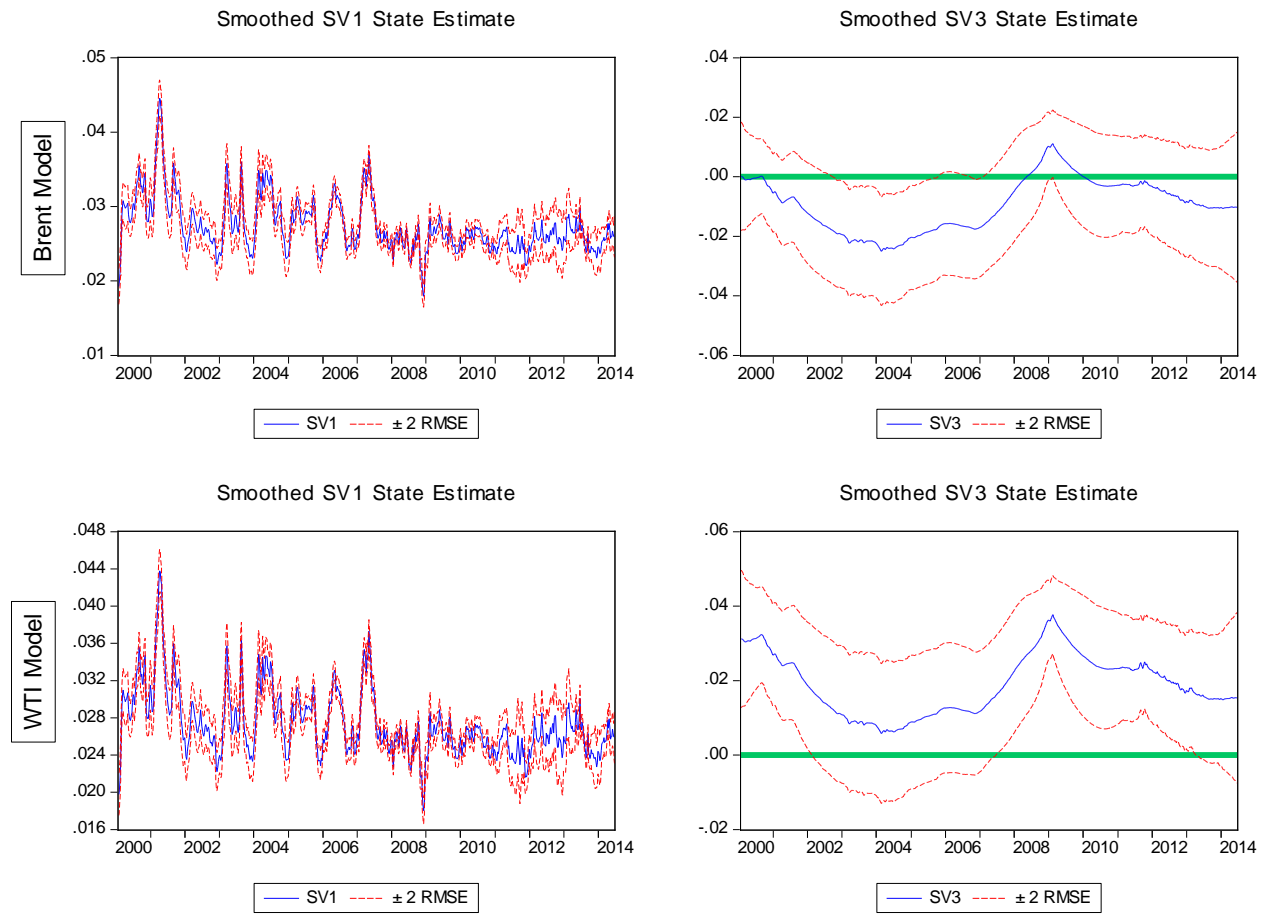 Smoothed SV1 State Estimate
.05
.04
.03
.02
.01
2000 2002 2004 2006 2008 2010 2012 2014
SV1 ± 2 RMSE
Brent Model
Smoothed SV3 State Estimate
.04
.02
.00
-.02
-.04
-.06
2000 2002 2004 2006 2008 2010 2012 2014
SV3 ± 2 RMSE
Smoothed SV1 State Estimate
.048
.044
.040
.036
.032
.028
.024
.020
.016
2000 2002 2004 2006 2008 2010 2012 2014
SV1 ± 2 RMSE
WTI Model
Smoothed SV3 State Estimate
.06
.04
.02
.00
-.02
2000 2002 2004 2006 2008 2010 2012 2014
SV3 ± 2 RMSE